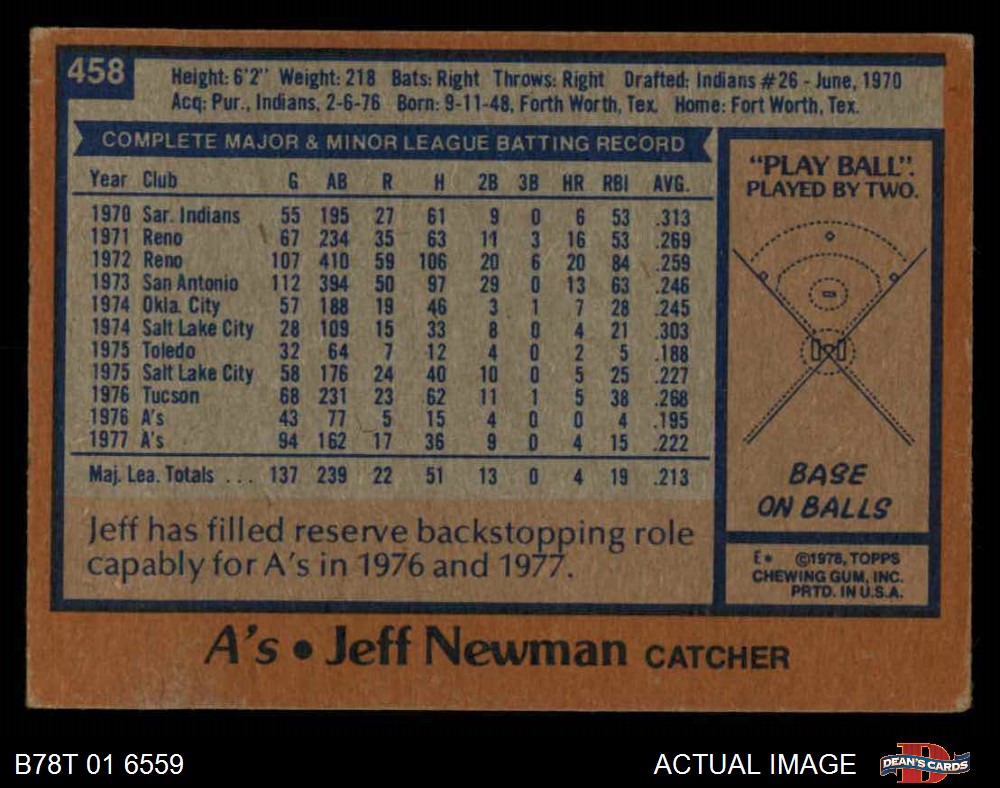 458
Height: 6'2" Weight: 218 Bats: Right Throws: Right Drafted: Indians #26 - June, 1970
Acq: Pur., Indians, 2-6-76 Born: 9-11-48, Forth Worth, Tex. Home: Fort Worth, Tex.
COMPLETE MAJOR & MINOR LEAGUE BATTING RECORD
Year Club G AB R H 2B 3B HR RBI AVG.
1970 Sar. Indians 55 195 27 61 9 0 6 53 .313
1971 Reno 67 234 35 63 11 3 16 53 .269
1972 Reno 107 410 59 106 20 6 20 84 .259
1973 San Antonio 112 394 50 97 29 0 13 63 .246
1974 Okla. City 57 188 19 46 3 1 7 28 .245
1974 Salt Lake City 28 109 15 33 8 0 4 21 .303
1975 Toledo 32 64 7 12 4 0 2 5 .188
1975 Salt Lake City 58 176 24 40 10 0 5 25 .227
1976 Tucson 68 231 23 62 11 1 5 38 .268
1976 A's 43 77 5 15 4 0 0 4 .195
1977 A's 94 162 17 36 9 0 4 15 .222
Maj. Lea. Totals ... 137 239 22 51 13 0 4 19 .213
Jeff has filled reserve backstopping role
capably for A's in 1976 and 1977.
"PLAY BALL".
PLAYED BY TWO.
BASE
ON BALLS
E* ©1978, TOPPS
CHEWING GUM, INC.
PRTD. IN U.S.A.
A's • Jeff Newman CATCHER
B78T 01 6559
ACTUAL IMAGE
D
DEAN'S CARDS